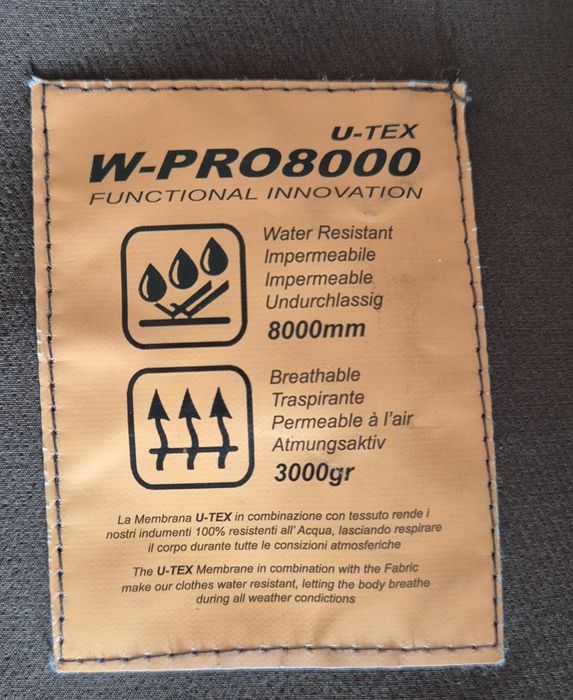 U-TEX
W-PRO8000
FUNCTIONAL INNOVATION
Water Resistant
Impermeabile
Impermeable
Undurchlassig
8000mm
Breathable
Traspirante
Permeable à l'air
Atmungsaktiv
3000gr
La Membrana U-TEX in combinazione con tessuto rende i
nostri indumenti 100% resistenti all' Acqua, lasciando respirare
il corpo durante tutte le consizioni atmosferiche
The U-TEX Membrane in combination with the Fabric
make our clothes water resistant, letting the body breathe
during all weather condictions